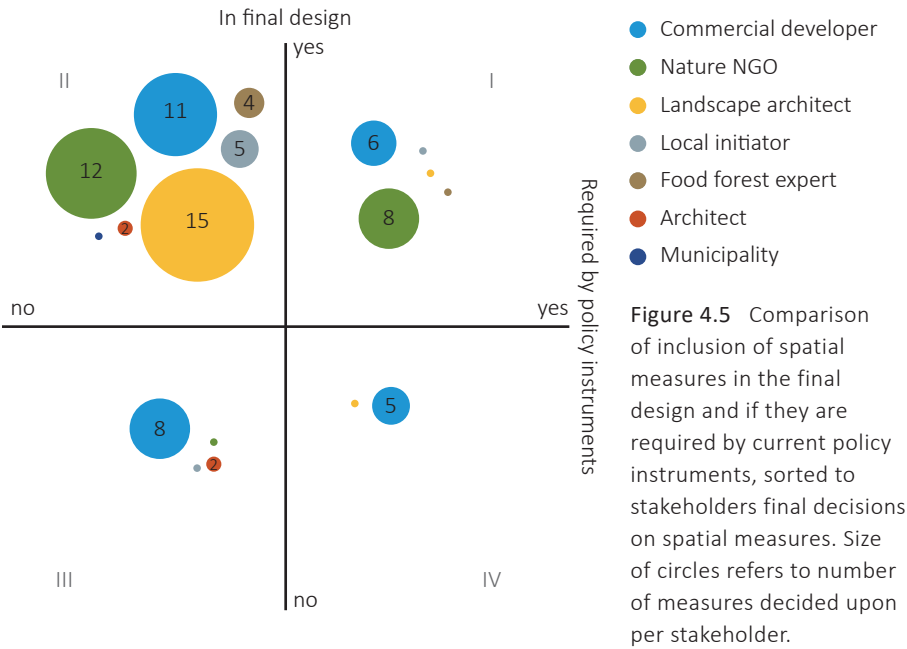 In final design
yes
II
I
11
4
5
12
15
2
6
8
no
yes
Required by policy instruments
8
2
5
III
IV
no
Commercial developer
Nature NGO
Landscape architect
Local initiator
Food forest expert
Architect
Municipality
Figure 4.5 Comparison
of inclusion of spatial
measures in the final
design and if they are
required by current policy
instruments, sorted to
stakeholders final decisions
on spatial measures. Size
of circles refers to number
of measures decided upon
per stakeholder.